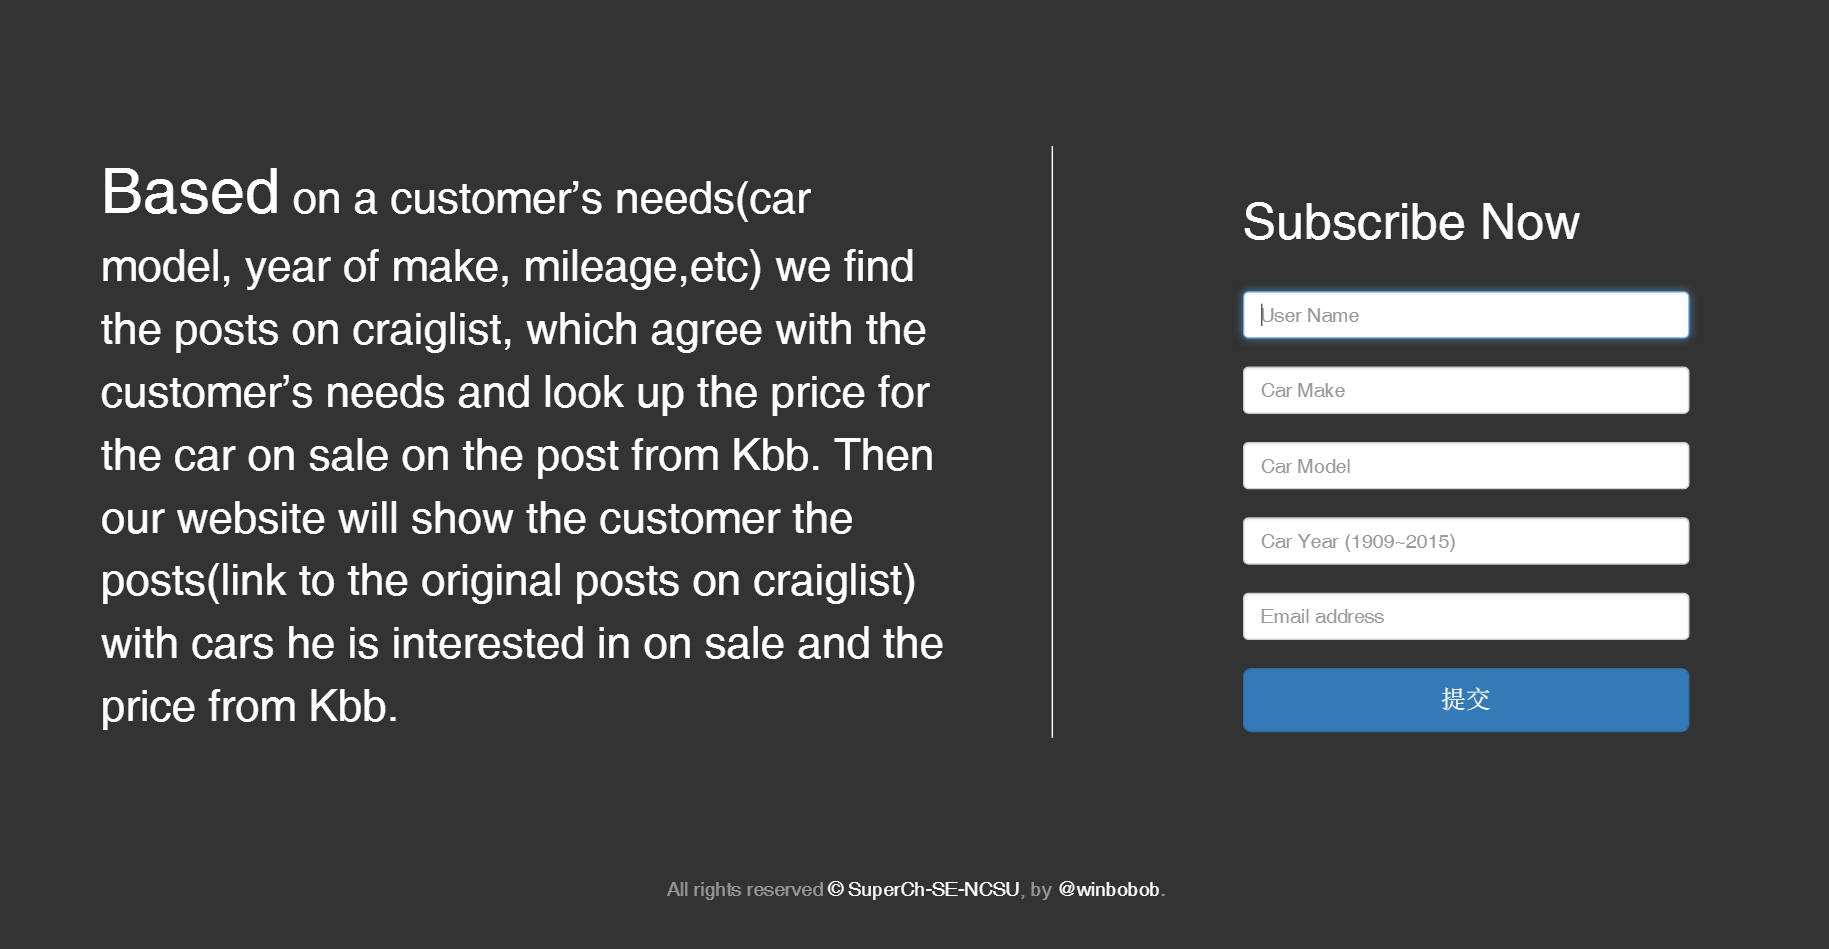 Based on a customer’s needs(car
model, year of make, mileage,etc) we find
the posts on craiglist, which agree with the
customer’s needs and look up the price for
the car on sale on the post from Kbb. Then
our website will show the customer the
posts(link to the original posts on craiglist)
with cars he is interested in on sale and the
price from Kbb.
Subscribe Now
User Name
Car Make
Car Model
Car Year (1909~2015)
Email address
提交
All rights reserved © SuperCh-SE-NCSU, by @winbobob.